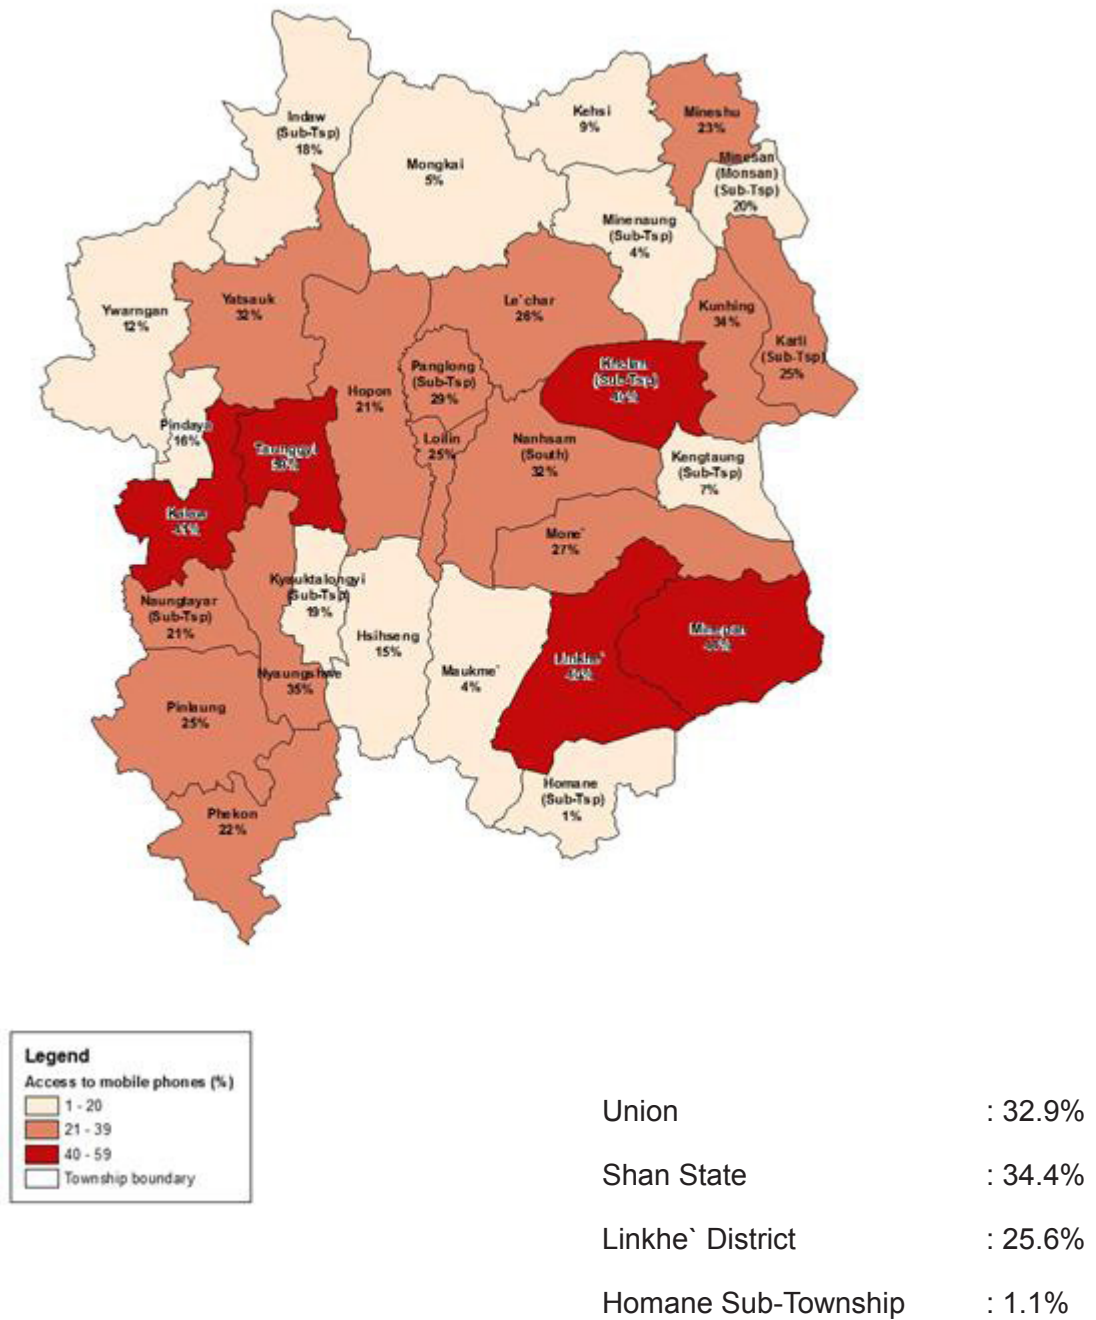 Indaw
(Sub-Tsp)
18%
Mongkai
5%
Kehsi
9%
Mineshu
23%
Minesan
(Monsan)
(Sub-Tsp)
20%
Minenaung
(Sub-Tsp)
4%
Ywarngan
12%
Yatsauk
32%
Le`char
26%
Kunhing
34%
Karli
(Sub-Tsp)
25%
Panglong
(Sub-Tsp)
29%
Hopon
21%
(Sub-Tsp)
Pindaya
16%
Taunggyi
Loilin
25%
Nanhsam
(South)
32%
Kengtaung
(Sub-Tsp)
7%
Kalaw
Mone`
27%
Naungtayar
(Sub-Tsp)
21%
Kyauktalongyi
(Sub-Tsp)
19%
Hsihseng
15%
Maukme`
4%
Linkhe`
Nyaungshwe
35%
Pinlaung
25%
Homane
(Sub-Tsp)
1%
Phekon
22%
Legend
Access to mobile phones (%)
1 - 20
21 - 39
40 - 59
Township boundary
Union : 32.9%
Shan State : 34.4%
Linkhe` District : 25.6%
Homane Sub-Township : 1.1%